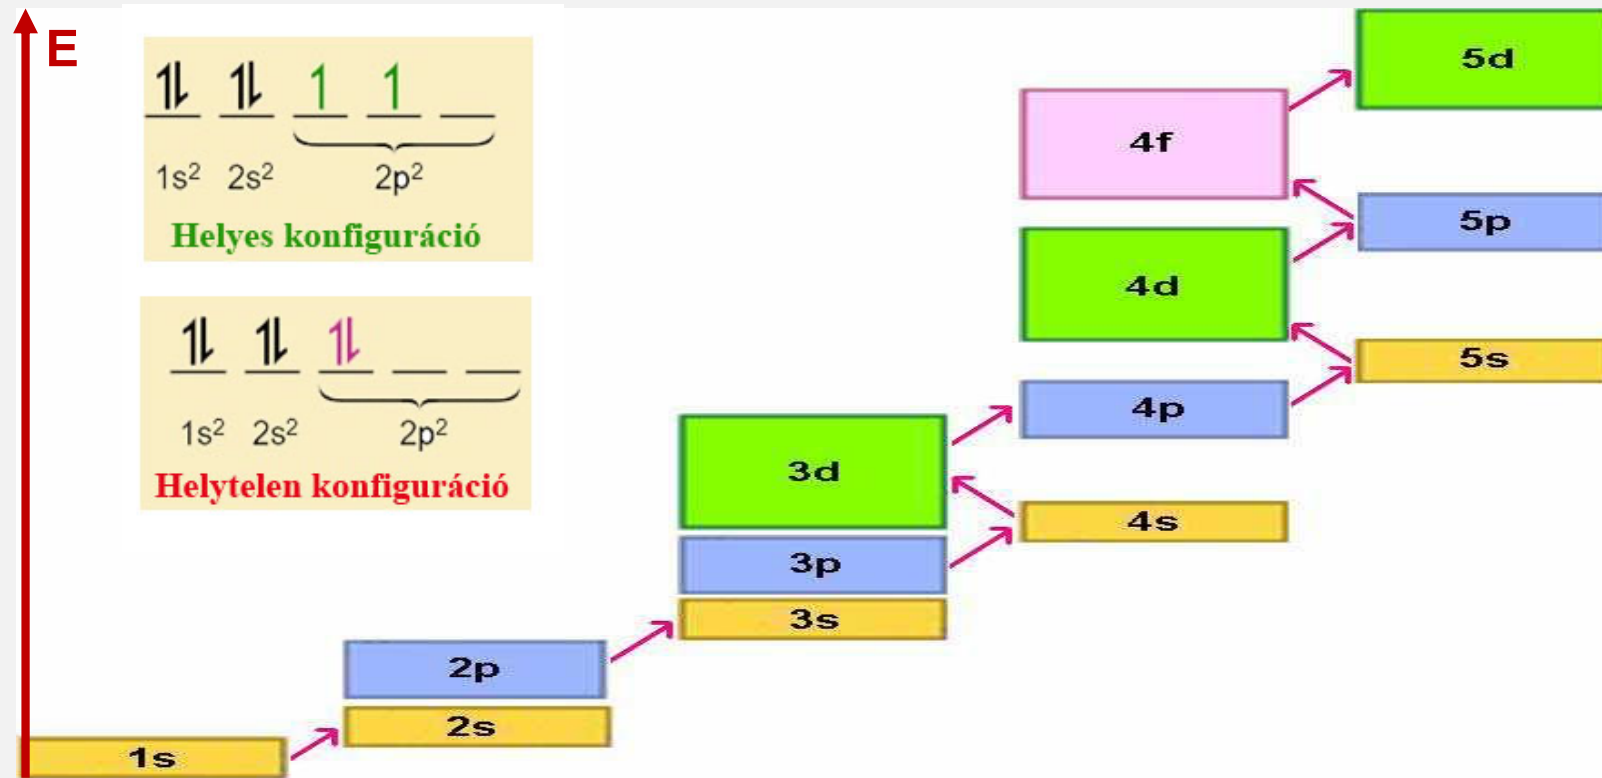 E
1s² 2s² 2p²
Helyes konfiguráció
1s² 2s² 2p²
Helytelen konfiguráció
5d
4f
5p
4d
5s
4p
3d
4s
3p
3s
2p
2s
1s